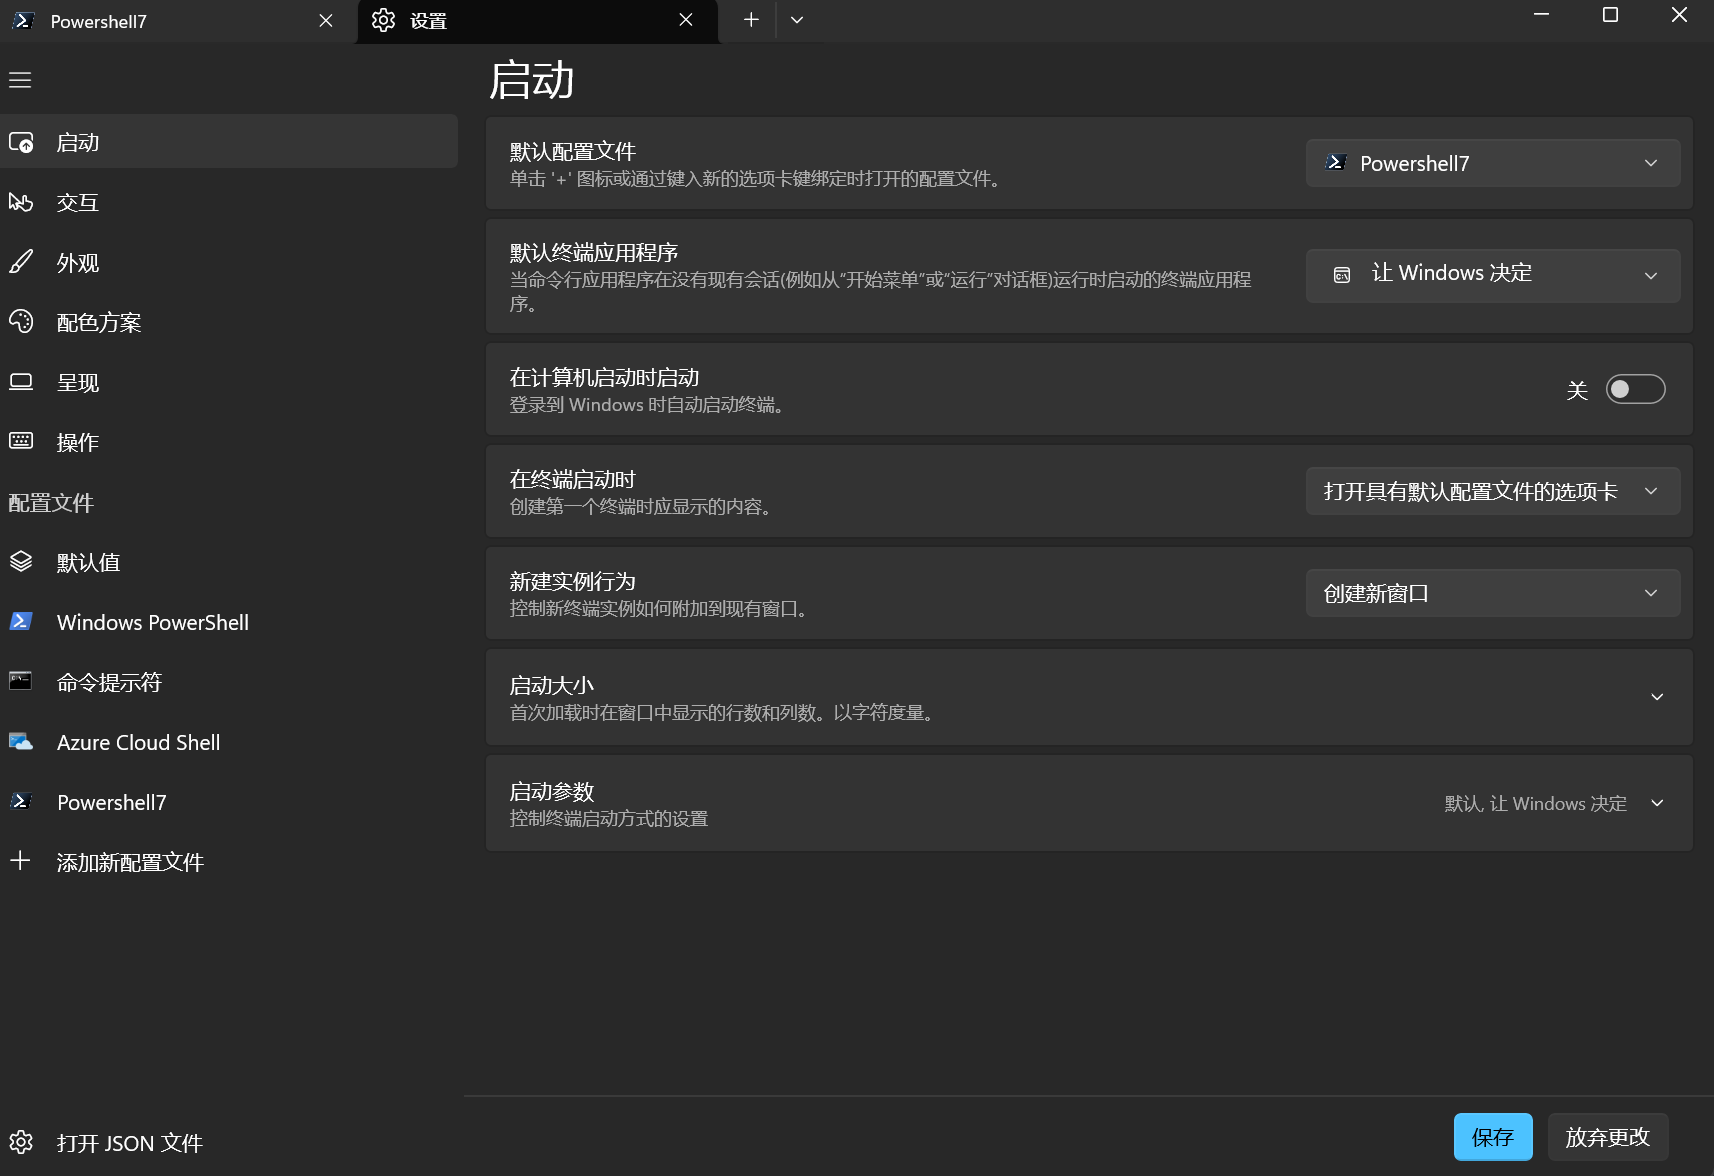 Powershell7
设置
启动
交互
外观
配色方案
呈现
操作
配置文件
默认值
Windows PowerShell
命令提示符
Azure Cloud Shell
Powershell7
添加新配置文件
打开 JSON 文件
启动
默认配置文件
单击 '+' 图标或通过键入新的选项卡键绑定时打开的配置文件。
Powershell7
默认终端应用程序
当命令行应用程序在没有现有会话(例如从“开始菜单”或“运行”对话框)运行时启动的终端应用程
序。
让 Windows 决定
在计算机启动时启动
登录到 Windows 时自动启动终端。
关
在终端启动时
创建第一个终端时应显示的内容。
打开具有默认配置文件的选项卡
新建实例行为
控制新终端实例如何附加到现有窗口。
创建新窗口
启动大小
首次加载时在窗口中显示的行数和列数。以字符度量。
启动参数
控制终端启动方式的设置
默认, 让 Windows 决定
保存
放弃更改